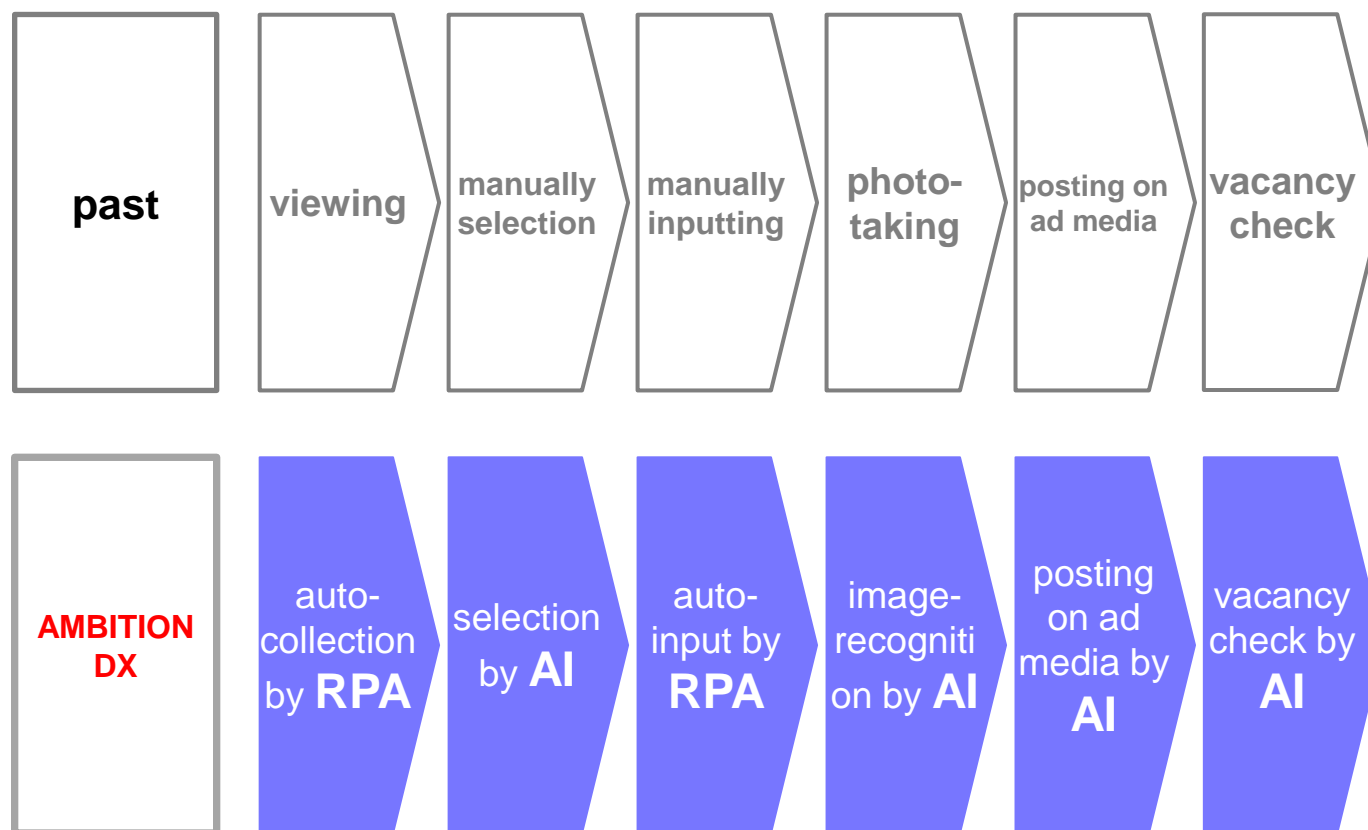 past
viewing
manually
selection
manually
inputting
photo-
taking
posting on
ad media
vacancy
check
AMBITION
DX
auto-
collection
by RPA
selection
by AI
auto-
input by
RPA
image-
recogniti
on by AI
posting
on ad
media by
AI
vacancy
check by
AI